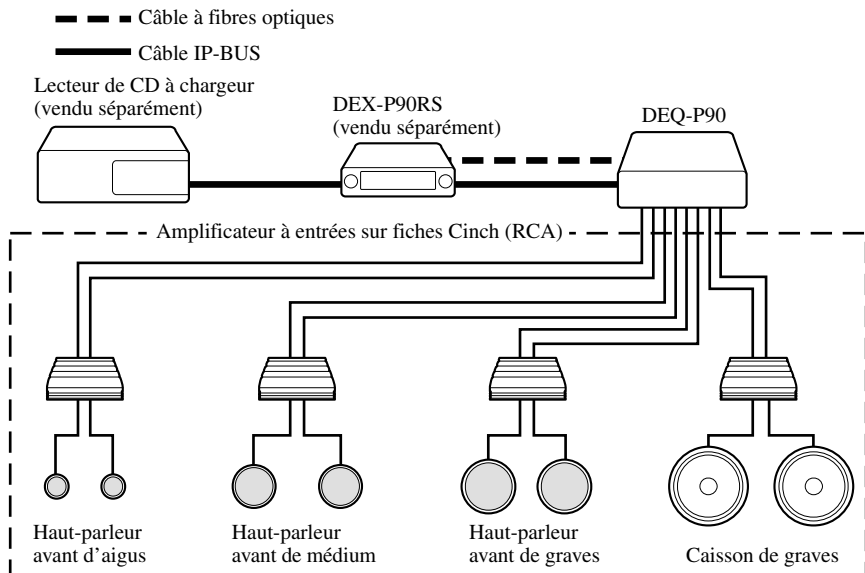 Câble à fibres optiques
Câble IP-BUS
Lecteur de CD à chargeur
(vendu séparément)
DEX-P90RS
(vendu séparément)
DEQ-P90
Amplificateur à entrées sur fiches Cinch (RCA)
Haut-parleur
avant d’aigus
Haut-parleur
avant de médium
Haut-parleur
avant de graves
Caisson de graves